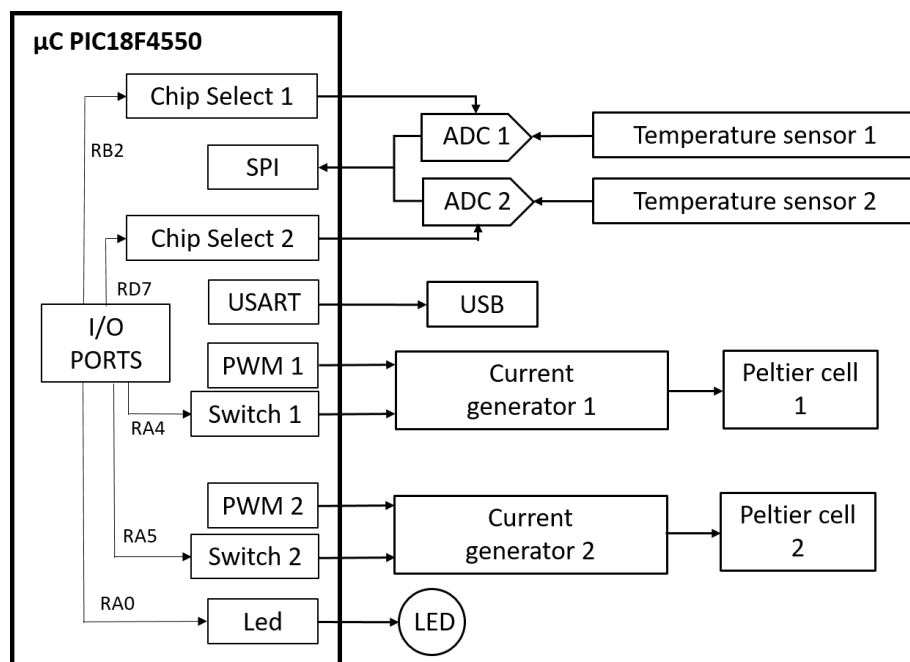 µC PIC18F4550
Chip Select 1
ADC 1
Temperature sensor 1
RB2
SPI
ADC 2
Temperature sensor 2
Chip Select 2
RD7
USART
USB
I/O
PORTS
PWM 1
Current
generator 1
Peltier cell
1
Switch 1
RA4
PWM 2
Current
generator 2
Peltier cell
2
RA5
Switch 2
RA0
Led
LED